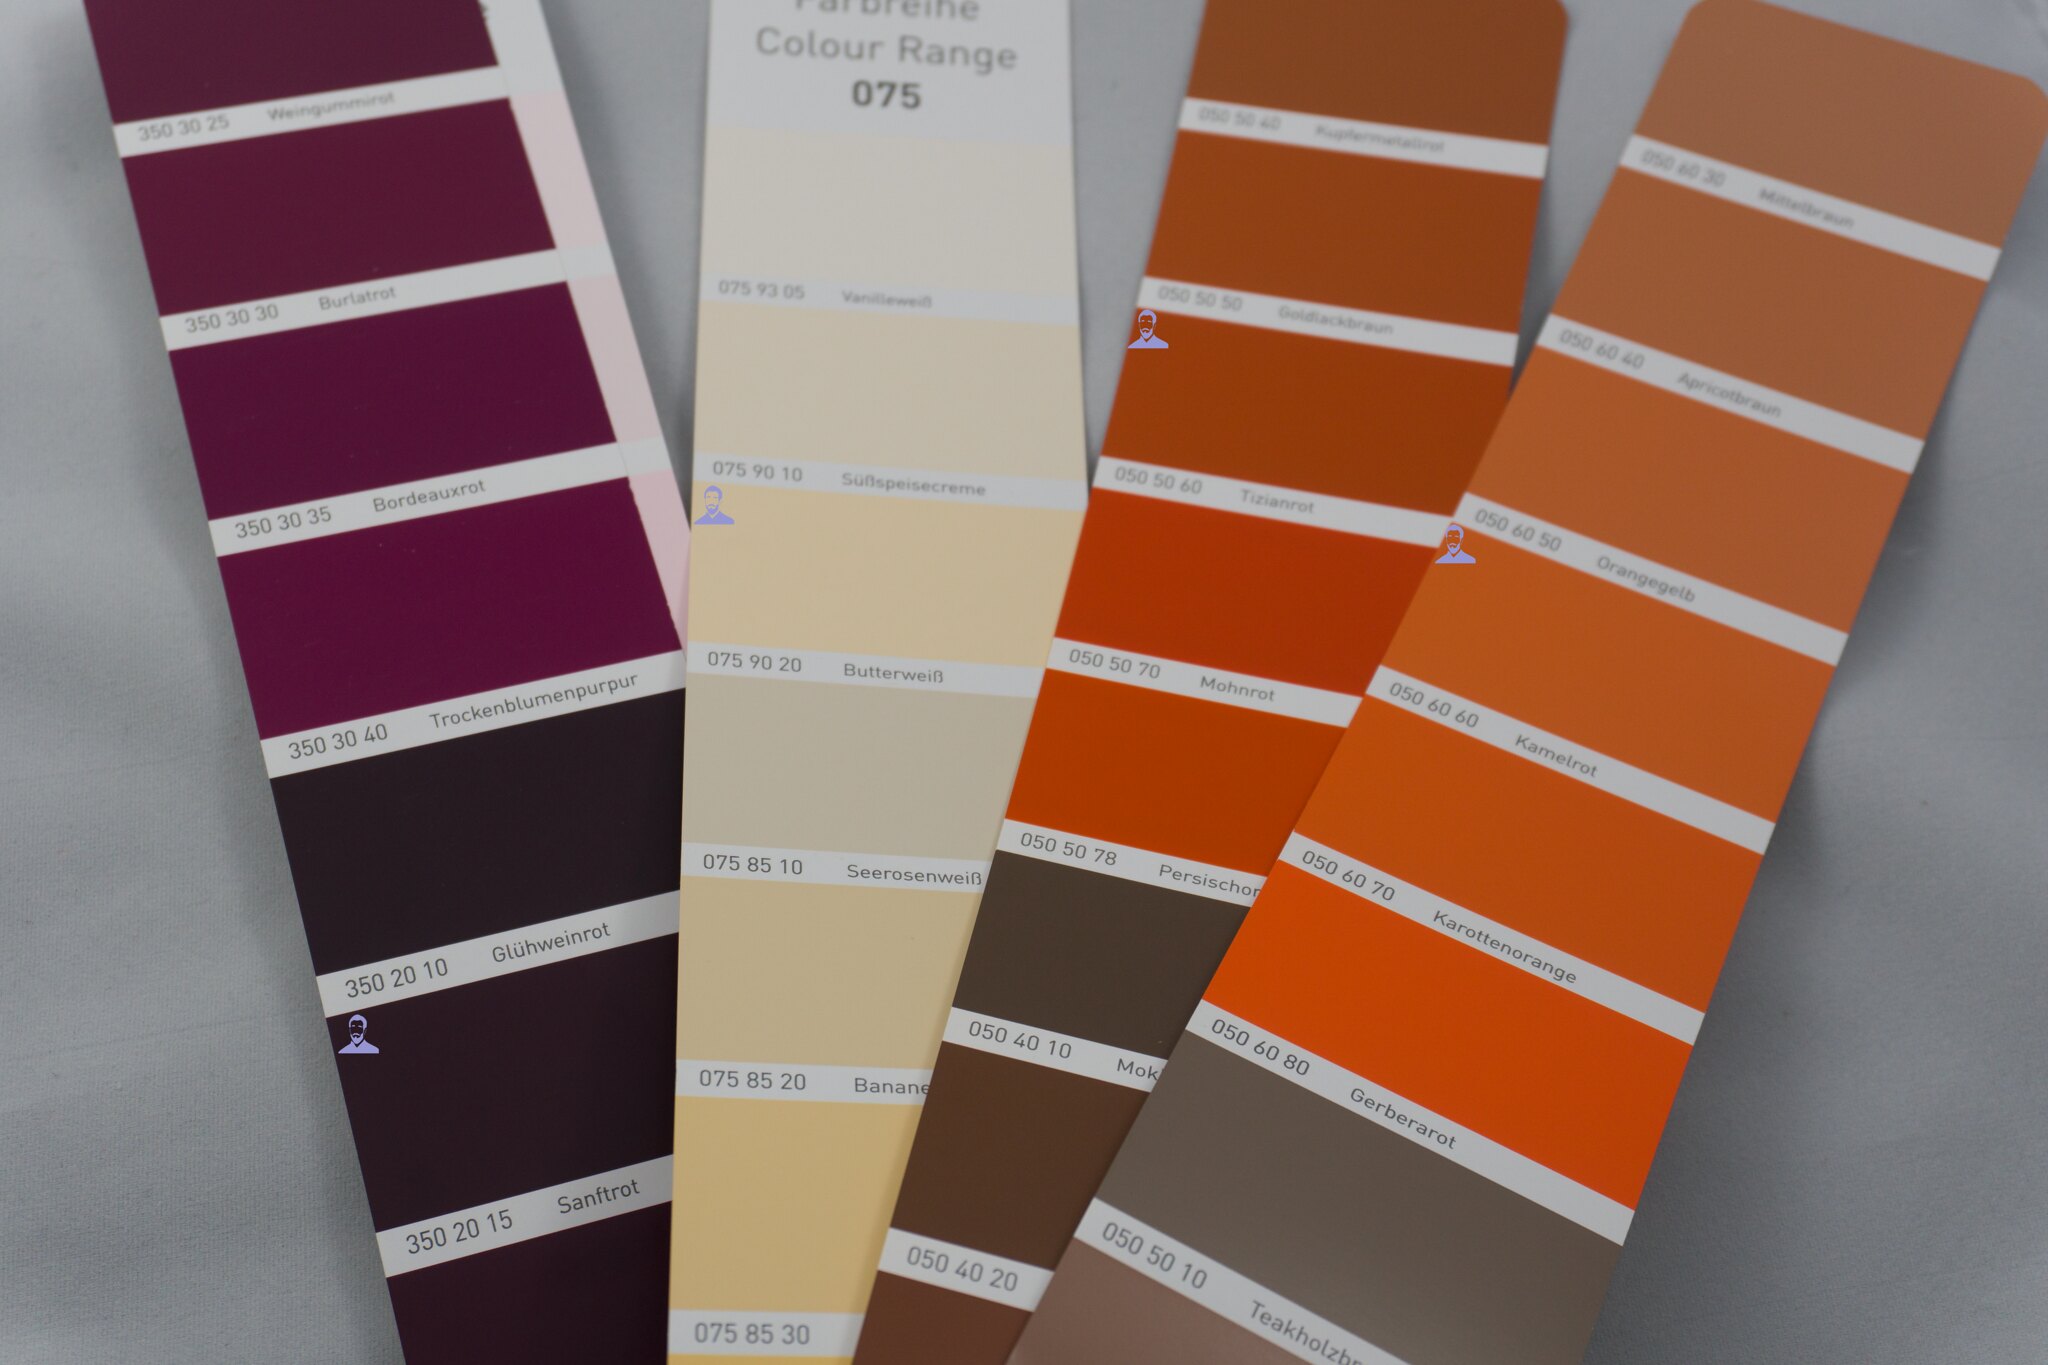 350 30 25 Weingummirot
350 30 30 Burlatrot
350 30 35 Bordeauxrot
350 30 40 Trockenblumenpurpur
350 20 10 Glühweinrot
350 20 15 Sanftrot
Farbreihe
Colour Range
075
075 93 05 Vanilleweiß
075 90 10 Süßspeisecreme
075 90 20 Butterweiß
075 85 10 Seerosenweiß
075 85 20
075 85 30
050 50 40 Kupfermetallrot
050 50 50 Goldlackbraun
050 50 60 Tizianrot
050 50 70 Mohnrot
050 50 78
050 40 10
050 40 20
050 60 30 Mittelbraun
050 60 40 Apricotbraun
050 60 50 Orangegelb
050 60 60 Kamelrot
050 60 70 Karottenorange
050 60 80 Gerberarot
050 50 10